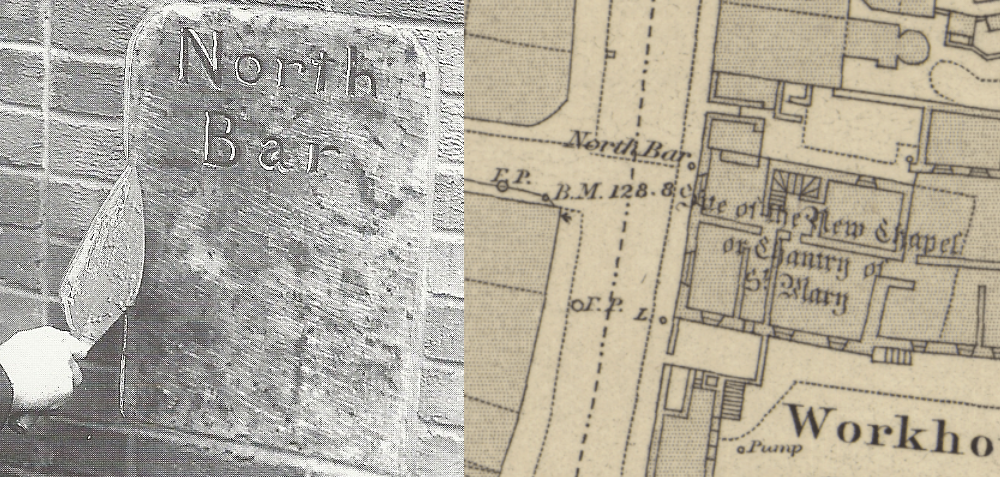 North
Bar
North Bar
F.P.
B.M. 128.8
Site of the New Chapel
or Chantry of
St. Mary
F.P.
L.
Workho
Pump